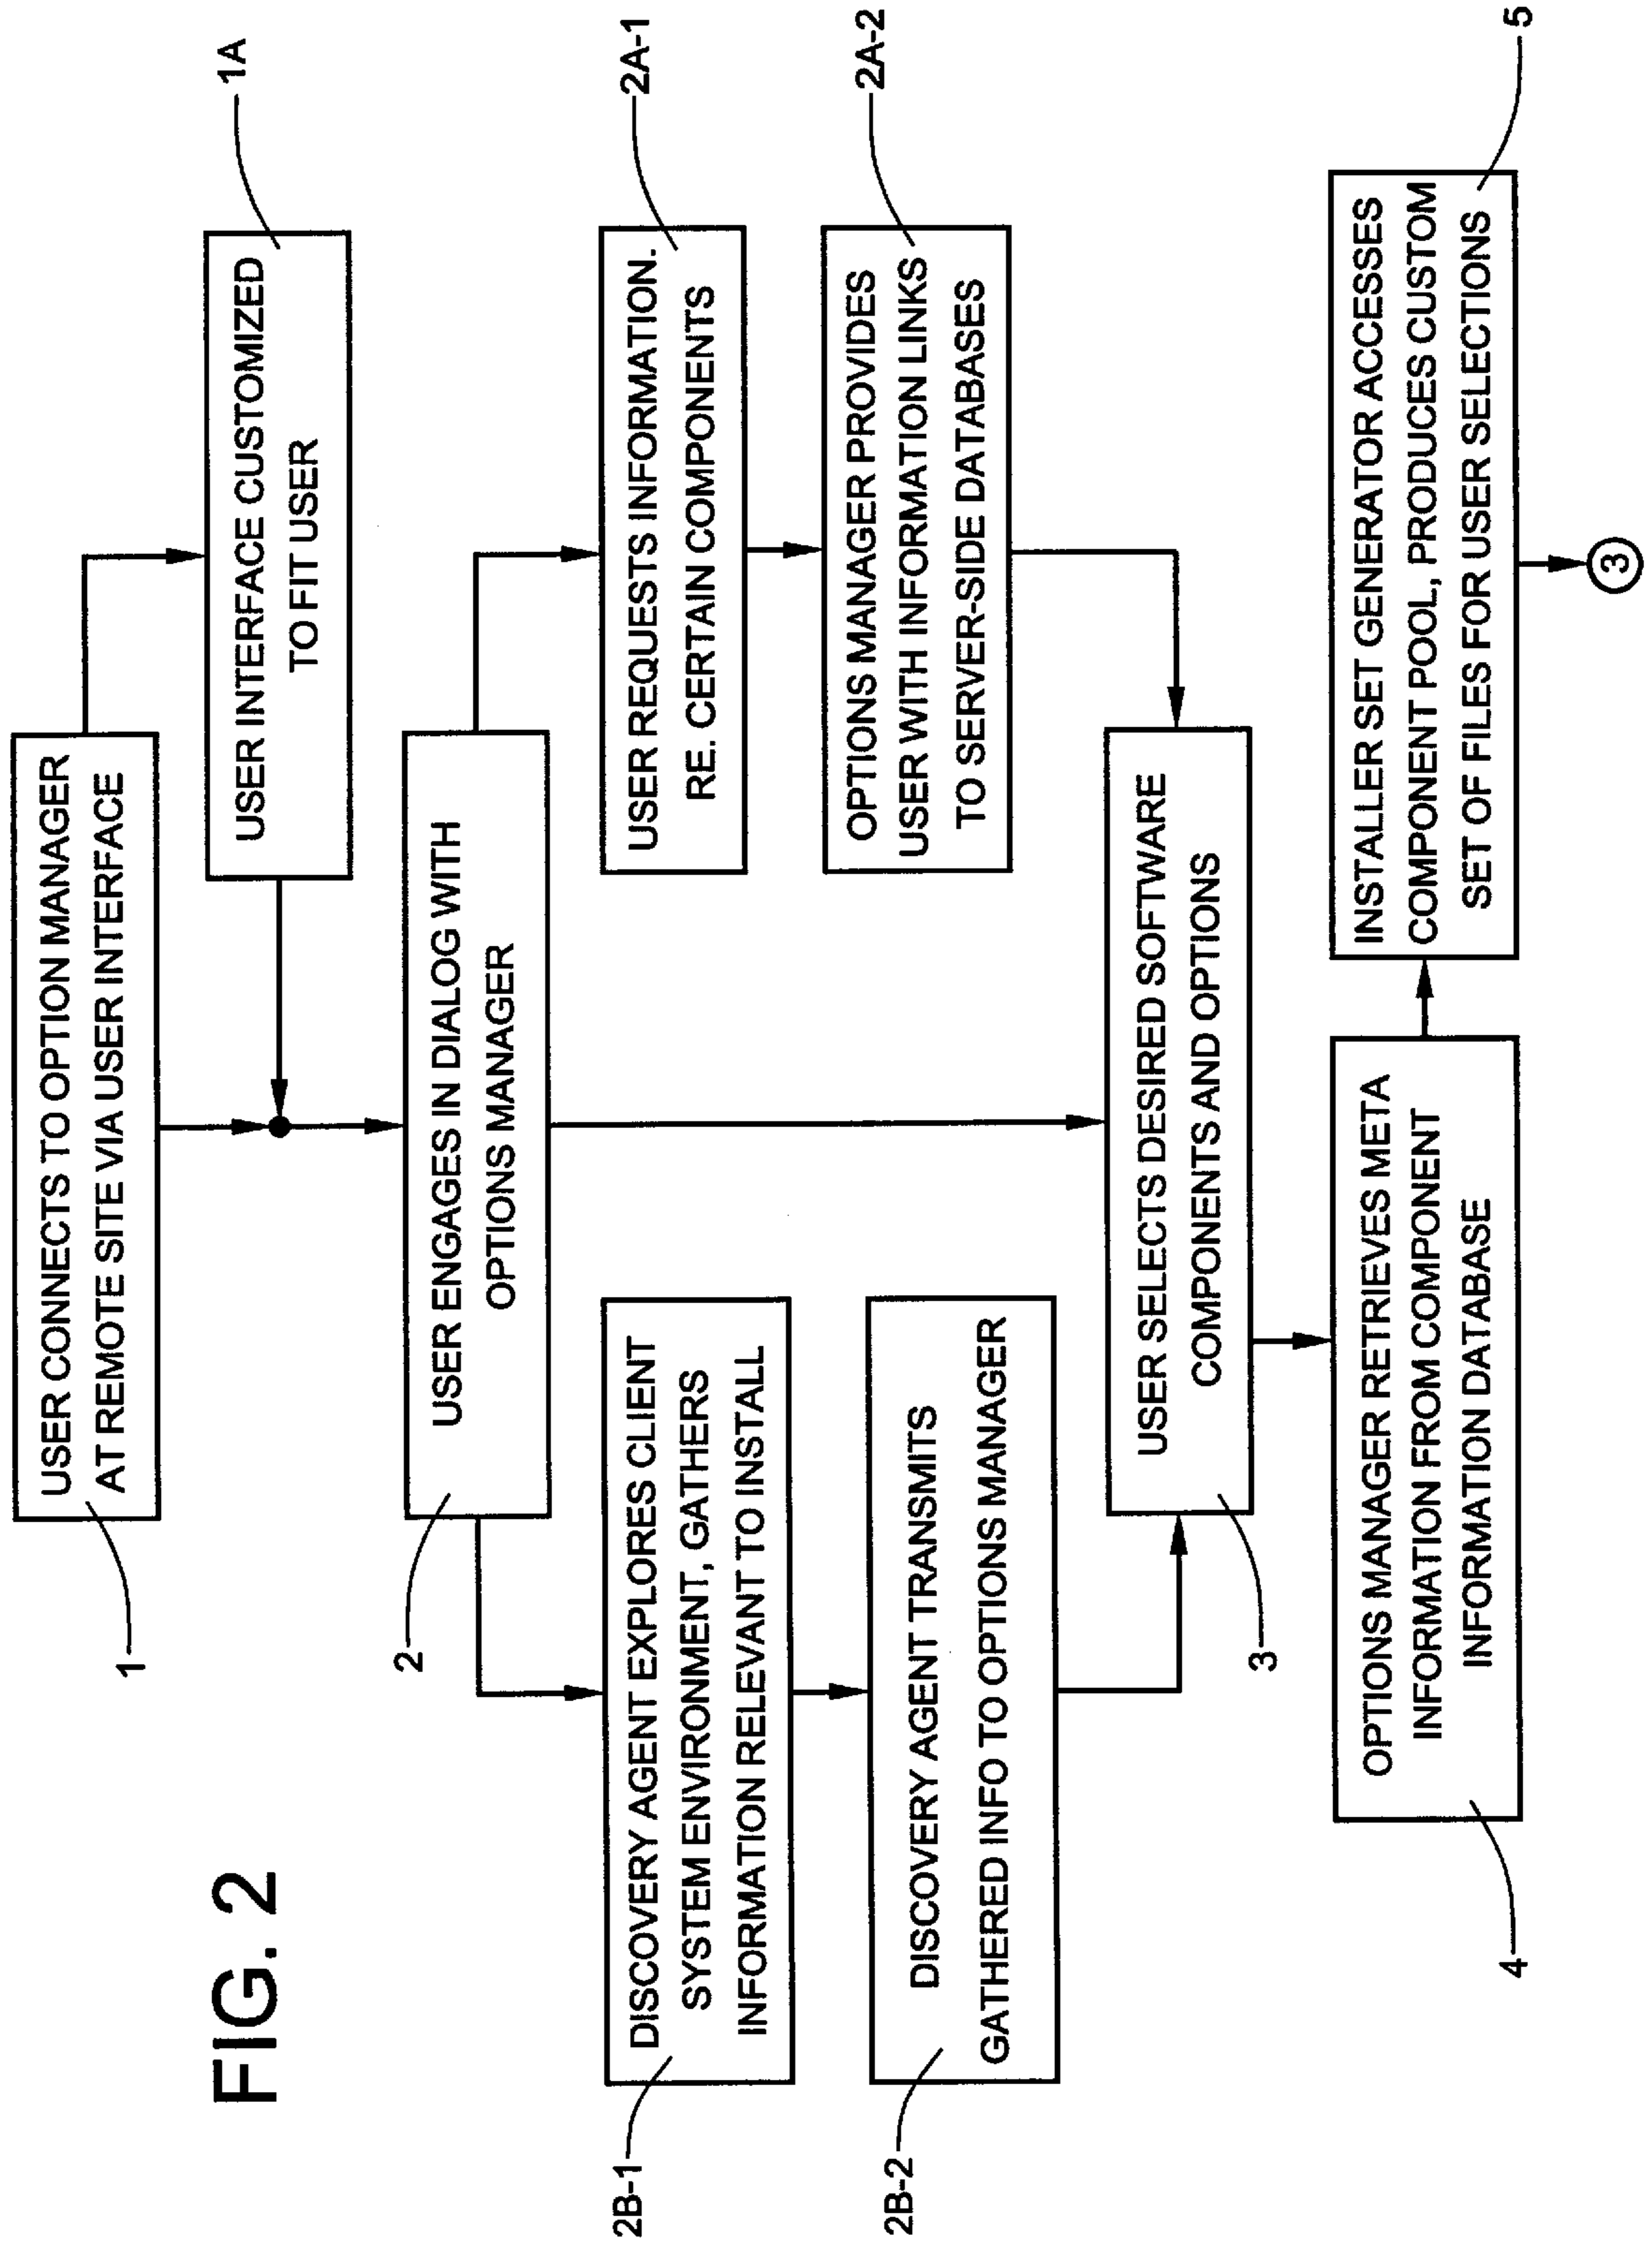 FIG. 2
USER CONNECTS TO OPTION MANAGER
AT REMOTE SITE VIA USER INTERFACE
1
USER INTERFACE CUSTOMIZED
TO FIT USER
1A
USER ENGAGES IN DIALOG WITH
OPTIONS MANAGER
2
DISCOVERY AGENT EXPLORES CLIENT
SYSTEM ENVIRONMENT, GATHERS
INFORMATION RELEVANT TO INSTALL
2B-1
USER REQUESTS INFORMATION.
RE. CERTAIN COMPONENTS
2A-1
DISCOVERY AGENT TRANSMITS
GATHERED INFO TO OPTIONS MANAGER
2B-2
OPTIONS MANAGER PROVIDES
USER WITH INFORMATION LINKS
TO SERVER-SIDE DATABASES
2A-2
USER SELECTS DESIRED SOFTWARE
COMPONENTS AND OPTIONS
3
OPTIONS MANAGER RETRIEVES META
INFORMATION FROM COMPONENT
INFORMATION DATABASE
4
INSTALLER SET GENERATOR ACCESSES
COMPONENT POOL, PRODUCES CUSTOM
SET OF FILES FOR USER SELECTIONS
5
3